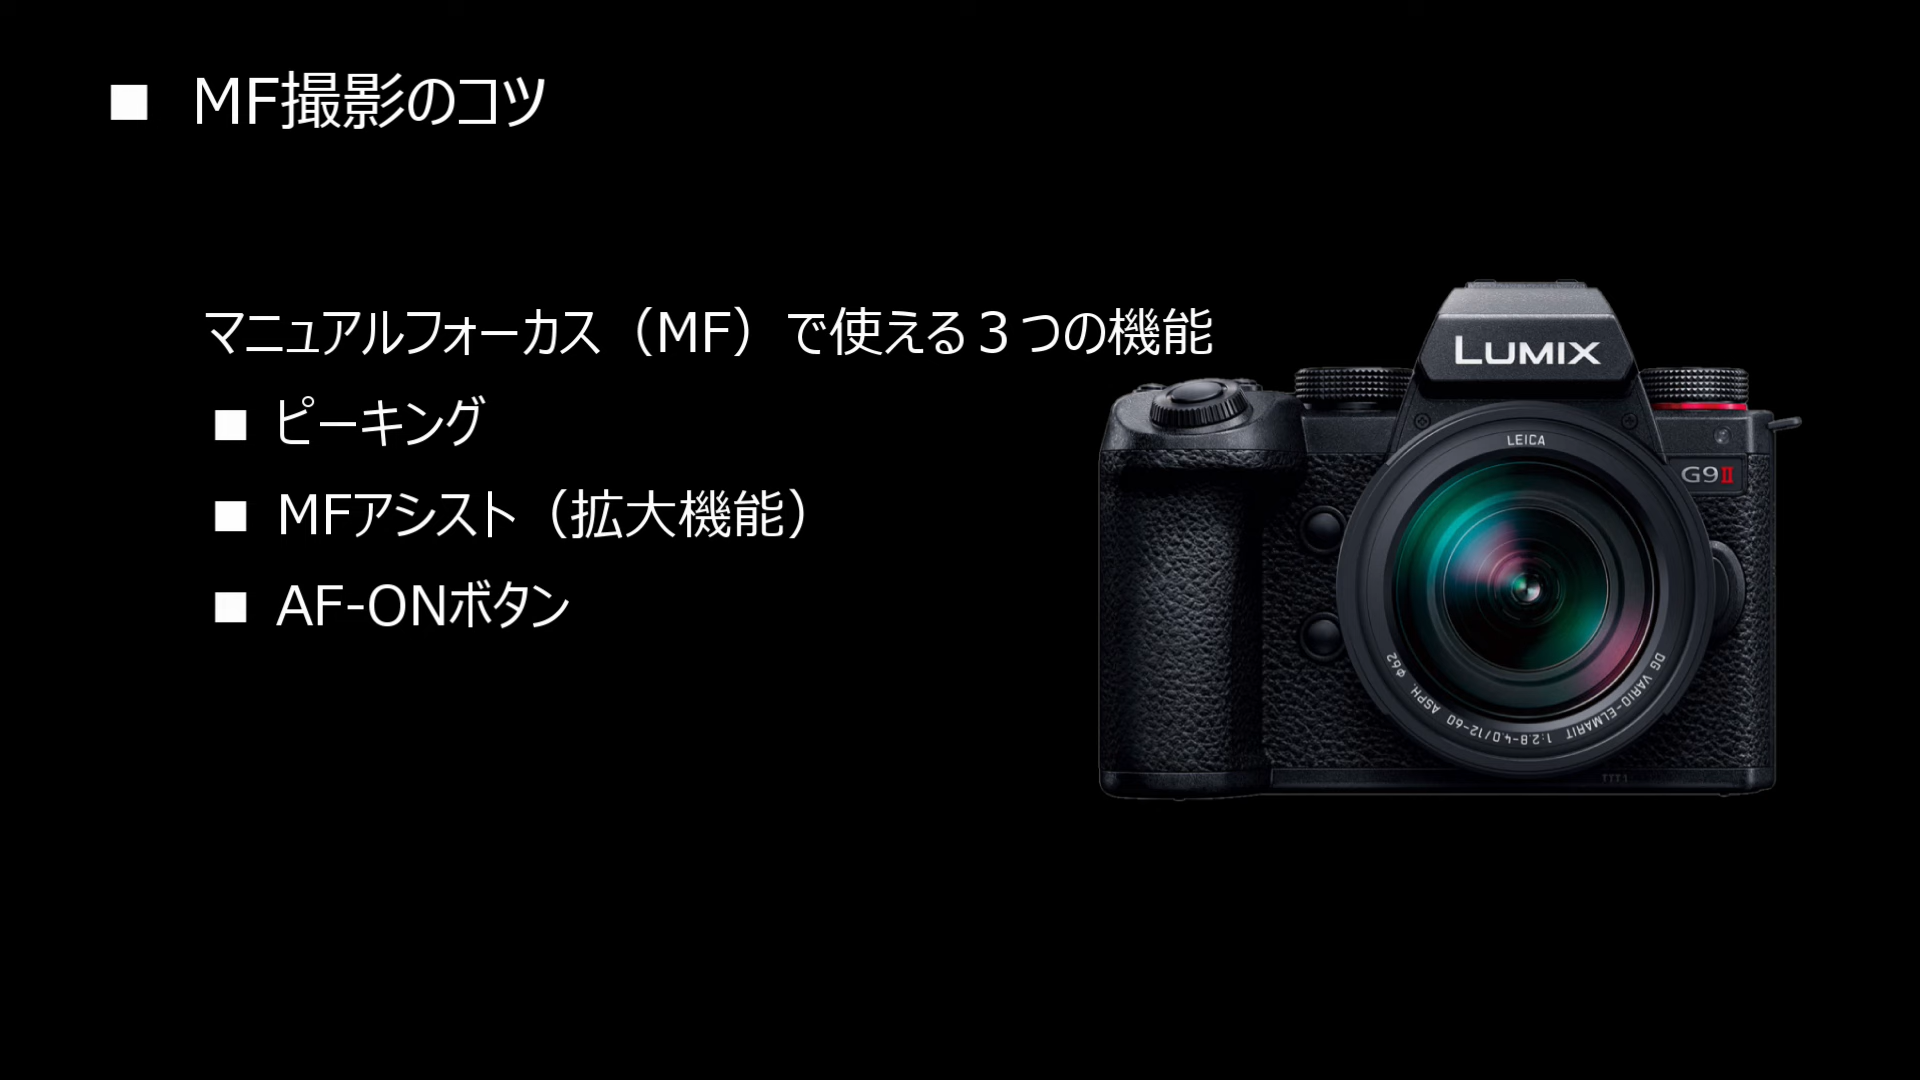 ■ MF撮影のコツ
マニュアルフォーカス（MF）で使える３つの機能
■ ピーキング
■ MFアシスト（拡大機能）
■ AF-ONボタン
LUMIX
LEICA
G9II
DG VARIO-ELMARIT 1:2.8-4.0/12-60 ASPH. ø62